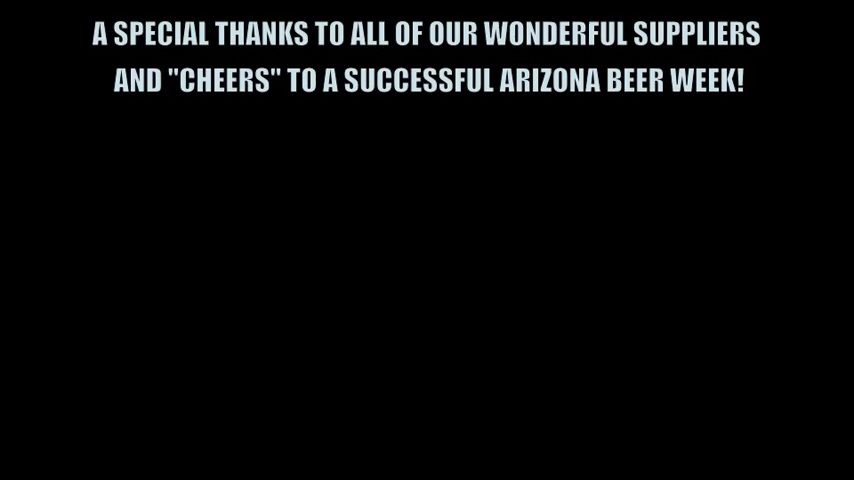 A SPECIAL THANKS TO ALL OF OUR WONDERFUL SUPPLIERS
AND "CHEERS" TO A SUCCESSFUL ARIZONA BEER WEEK!